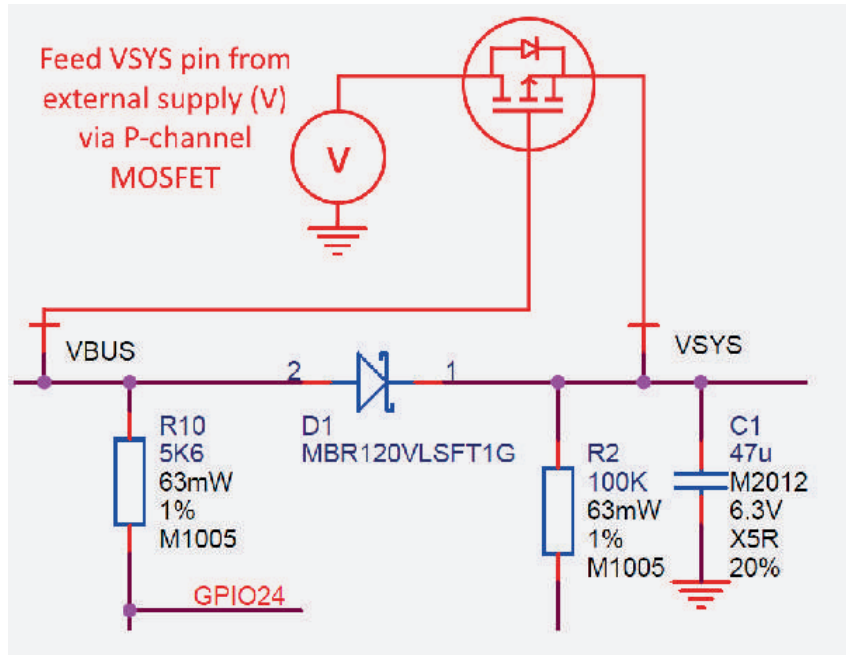 Feed VSYS pin from
external supply (V)
via P-channel
MOSFET
V
VBUS
VSYS
2
1
R10
5K6
63mW
1%
M1005
D1
MBR120VLSFT1G
R2
100K
63mW
1%
M1005
C1
47u
M2012
6.3V
X5R
20%
GPIO24